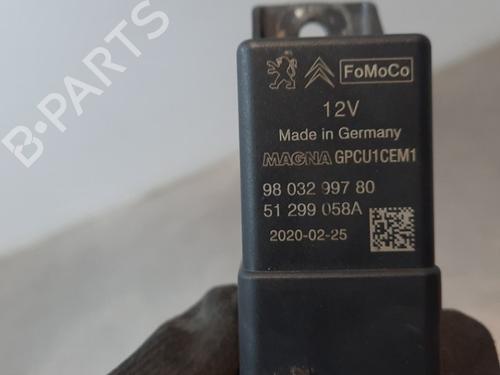 B-PARTS
FoMoCo
12V
Made in Germany
MAGNA GPCU1CEM1
98 032 997 80
51 299 058A
2020-02-25